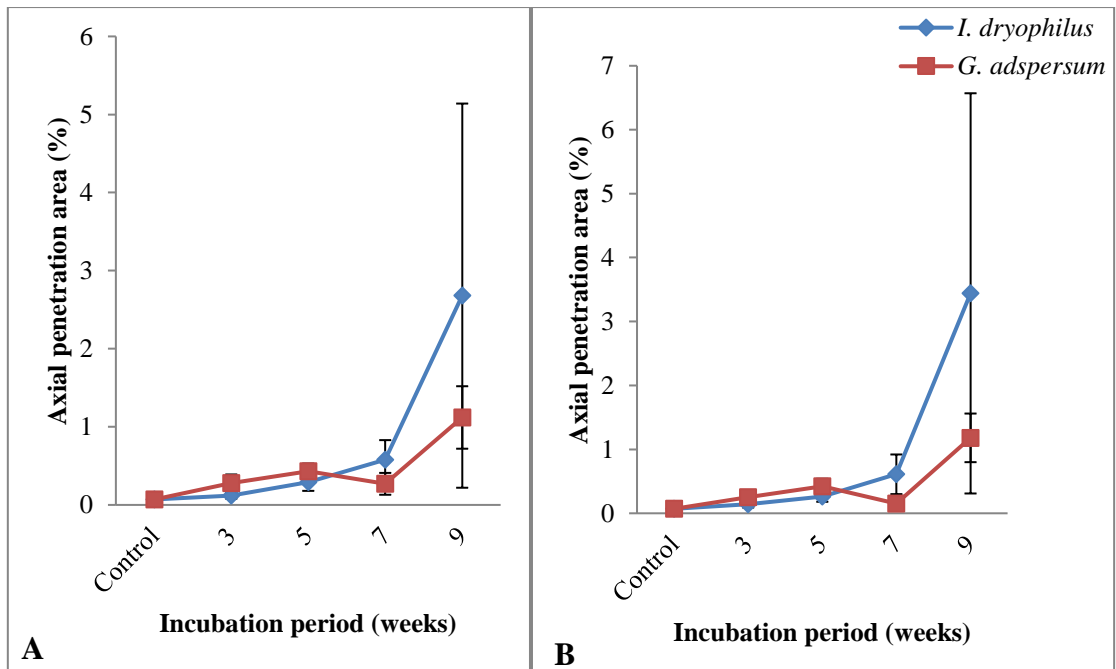 Axial penetration area (%)
6
5
4
3
2
1
0
Control
3
5
7
9
Incubation period (weeks)
A
I. dryophilus
G. adspersum
Axial penetration area (%)
7
6
5
4
3
2
1
0
Control
3
5
7
9
Incubation period (weeks)
B